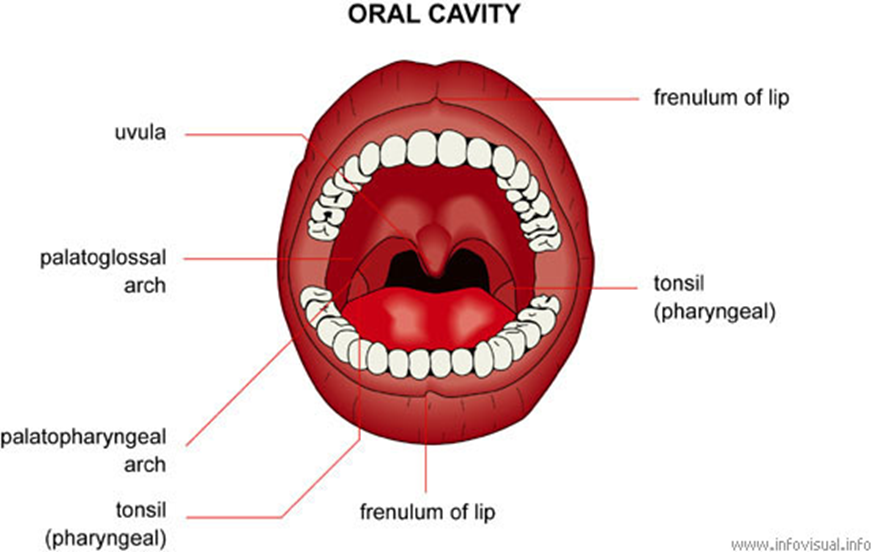 ORAL CAVITY
frenulum of lip
uvula
palatoglossal
arch
tonsil
(pharyngeal)
palatopharyngeal
arch
tonsil
(pharyngeal)
frenulum of lip
www.infovisual.info